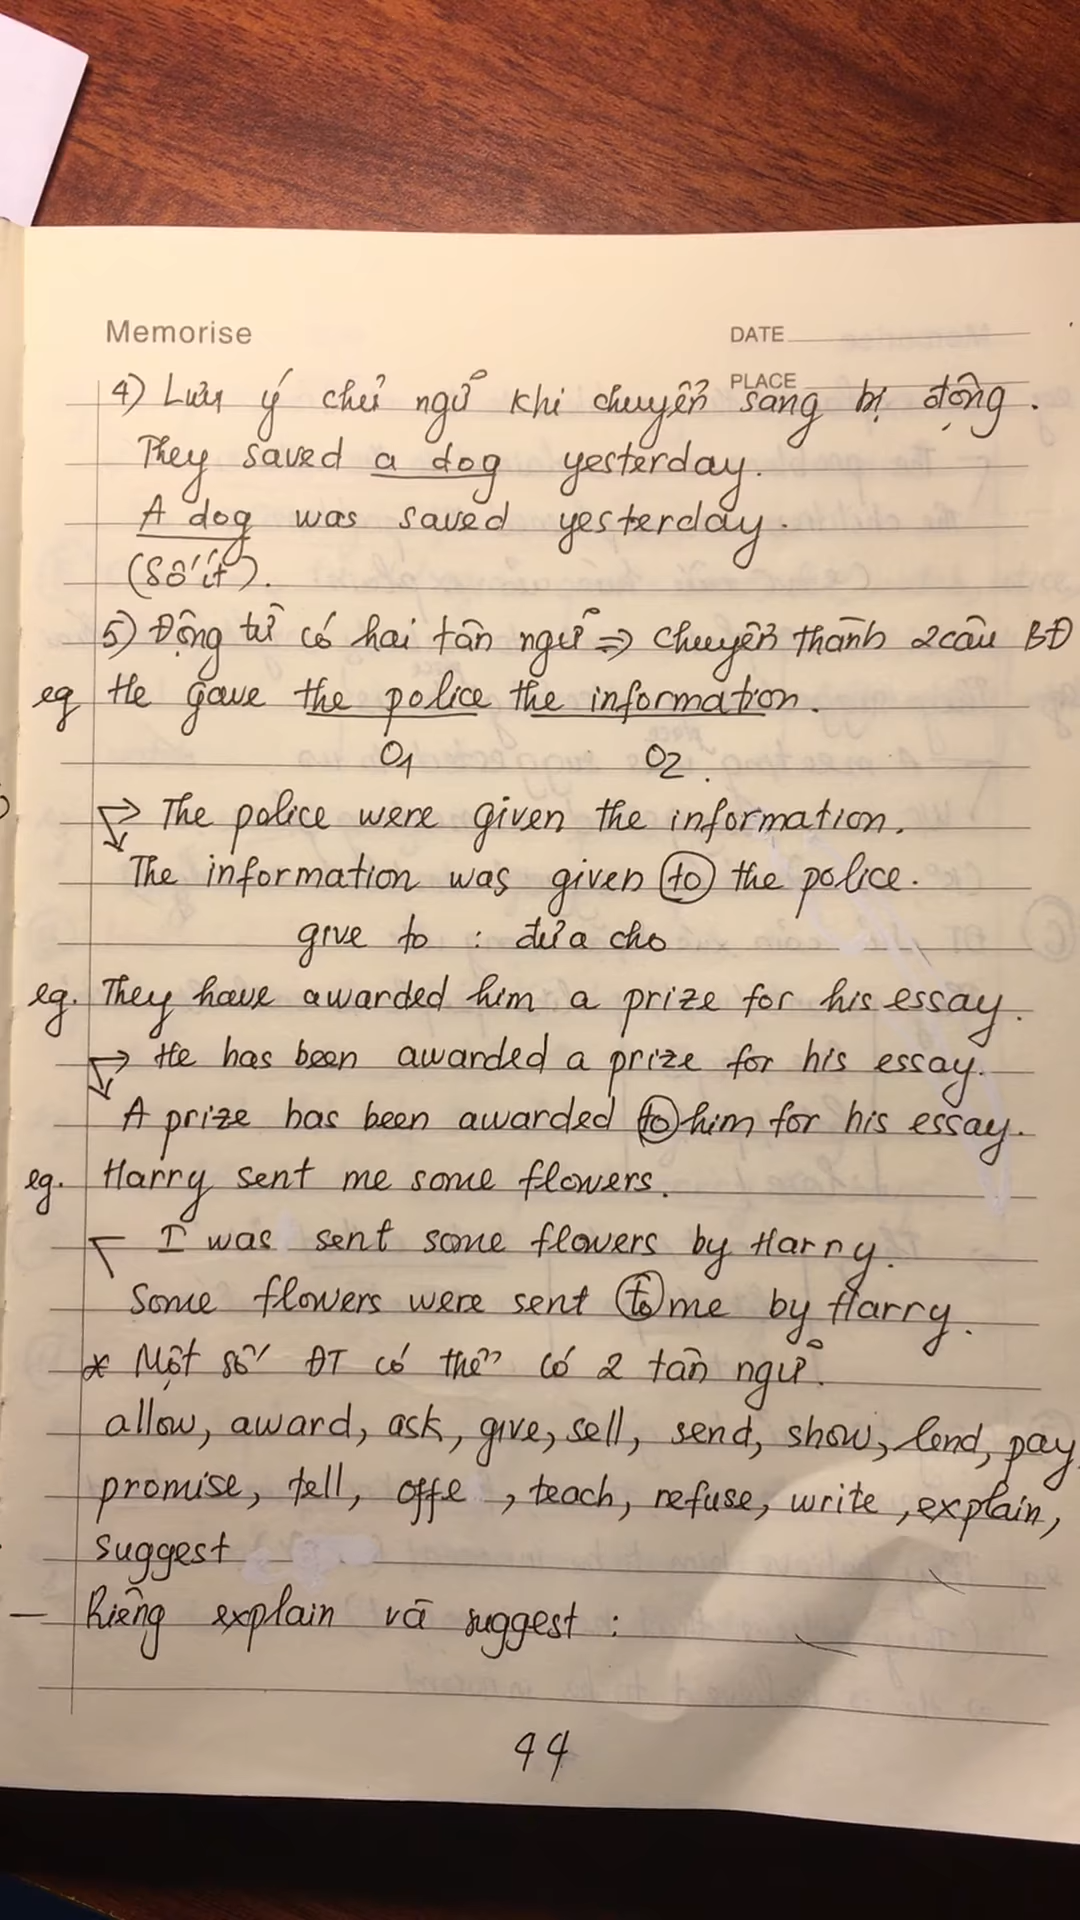 Memorise
DATE
PLACE
4) Lưu ý chủ ngữ khi chuyển sang bị động.
They saved a dog yesterday.
A dog was saved yesterday.
(Số ít).
5) Động từ có hai tân ngữ => chuyển thành 2 câu BĐ
eg He gave the police the information.
O1 O2.
The police were given the information.
The information was given to the police.
give to : đưa cho
eg. They have awarded him a prize for his essay.
He has been awarded a prize for his essay.
A prize has been awarded to him for his essay.
eg. Harry sent me some flowers.
I was sent some flowers by Harry.
Some flowers were sent to me by Harry.
* Một số ĐT có thể có 2 tân ngữ.
allow, award, ask, give, sell, send, show, lend, pay,
promise, tell, offe , teach, refuse, write, explain,
suggest
- Riêng explain và suggest :
44